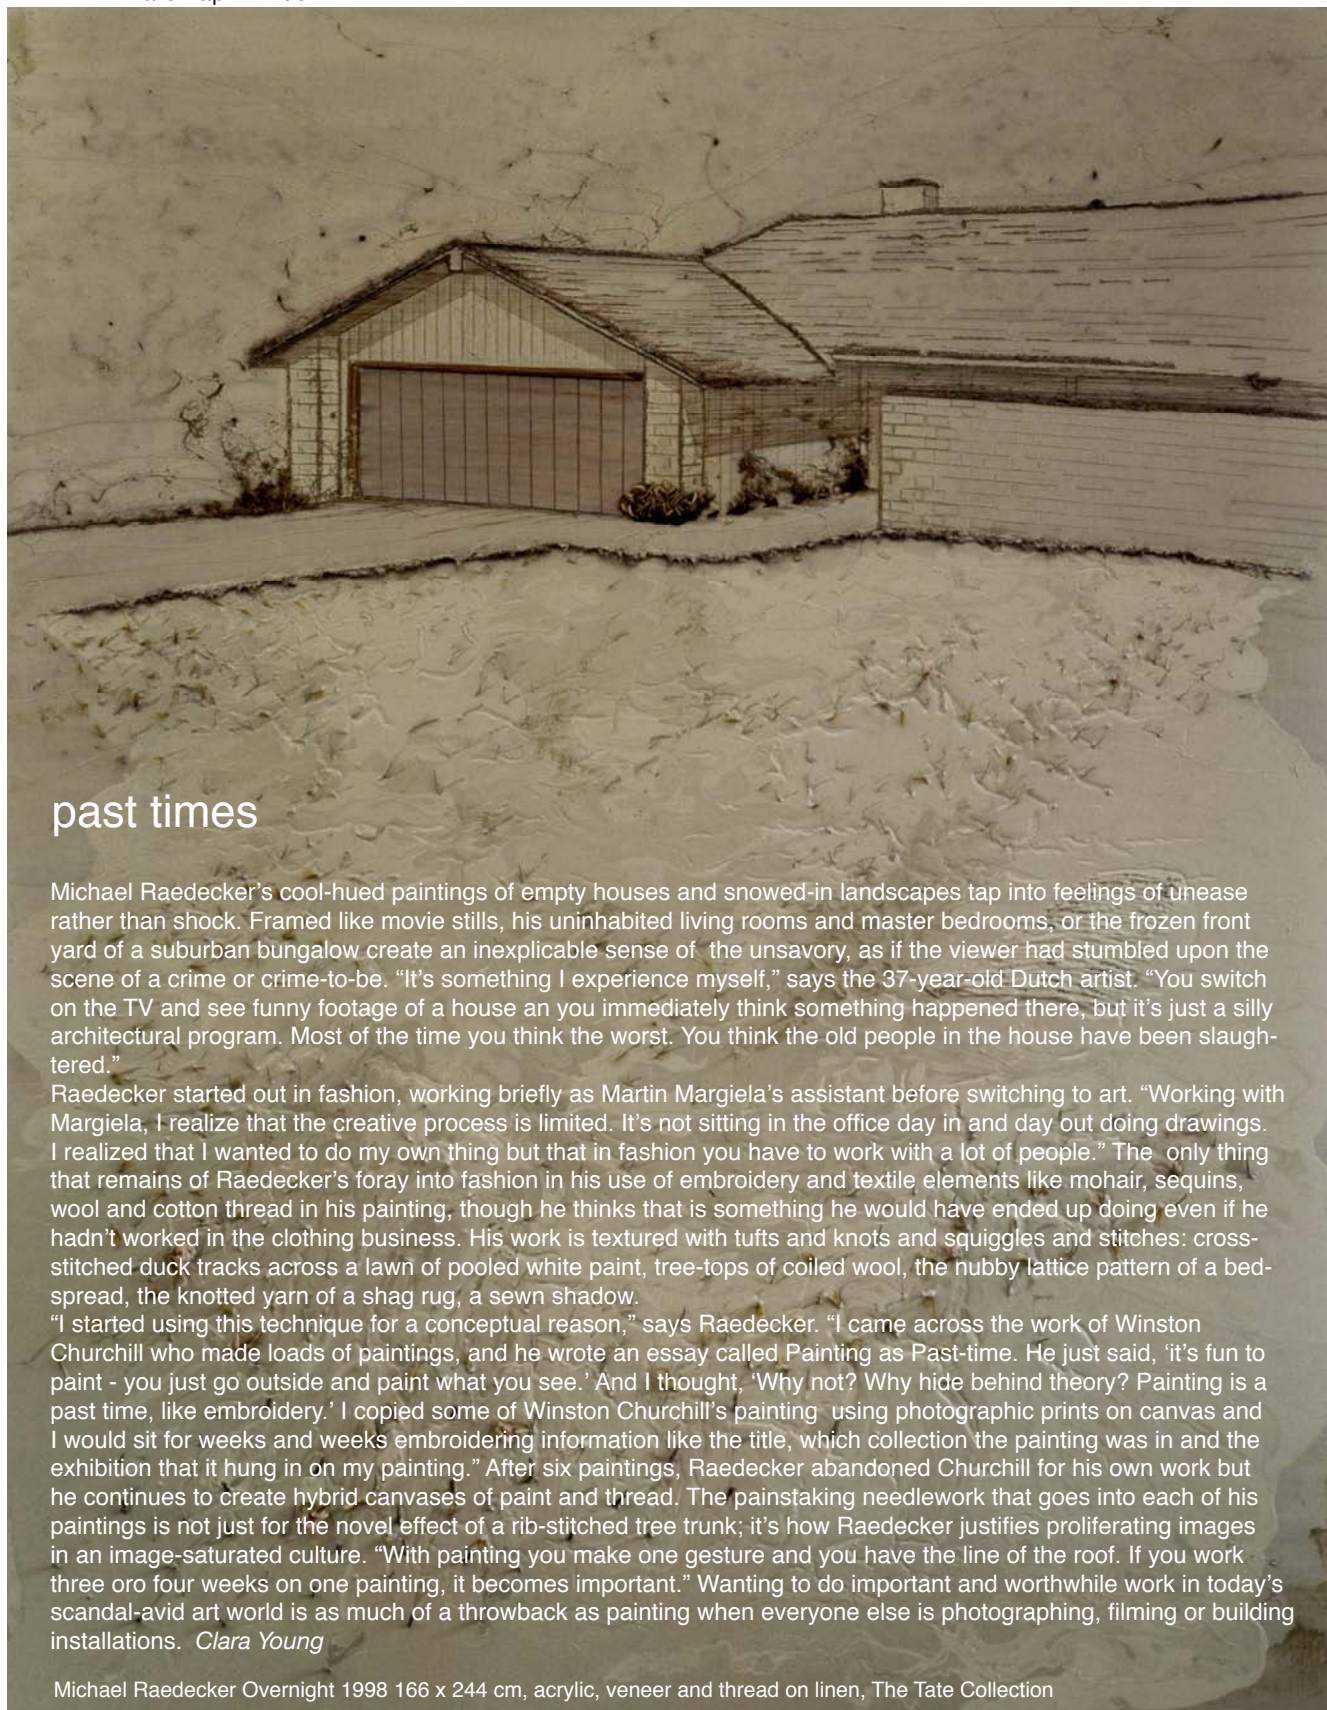 past times
Michael Raedecker’s cool-hued paintings of empty houses and snowed-in landscapes tap into feelings of unease
rather than shock. Framed like movie stills, his uninhabited living rooms and master bedrooms, or the frozen front
yard of a suburban bungalow create an inexplicable sense of  the unsavory, as if the viewer had stumbled upon the
scene of a crime or crime-to-be. “It’s something I experience myself,” says the 37-year-old Dutch artist. “You switch
on the TV and see funny footage of a house an you immediately think something happened there, but it’s just a silly
architectural program. Most of the time you think the worst. You think the old people in the house have been slaugh-
tered.”
Raedecker started out in fashion, working briefly as Martin Margiela’s assistant before switching to art. “Working with
Margiela, I realize that the creative process is limited. It’s not sitting in the office day in and day out doing drawings.
I realized that I wanted to do my own thing but that in fashion you have to work with a lot of people.” The  only thing
that remains of Raedecker’s foray into fashion in his use of embroidery and textile elements like mohair, sequins,
wool and cotton thread in his painting, though he thinks that is something he would have ended up doing even if he
hadn’t worked in the clothing business. His work is textured with tufts and knots and squiggles and stitches: cross-
stitched duck tracks across a lawn of pooled white paint, tree-tops of coiled wool, the nubby lattice pattern of a bed-
spread, the knotted yarn of a shag rug, a sewn shadow.
“I started using this technique for a conceptual reason,” says Raedecker. “I came across the work of Winston
Churchill who made loads of paintings, and he wrote an essay called Painting as Past-time. He just said, ‘it’s fun to
paint - you just go outside and paint what you see.’ And I thought, ‘Why not? Why hide behind theory? Painting is a
past time, like embroidery.’ I copied some of Winston Churchill’s painting  using photographic prints on canvas and
I would sit for weeks and weeks embroidering information like the title, which collection the painting was in and the
exhibition that it hung in on my painting.” After six paintings, Raedecker abandoned Churchill for his own work but
he continues to create hybrid canvases of paint and thread. The painstaking needlework that goes into each of his
paintings is not just for the novel effect of a rib-stitched tree trunk; it’s how Raedecker justifies proliferating images
in an image-saturated culture. “With painting you make one gesture and you have the line of the roof. If you work
three oro four weeks on one painting, it becomes important.” Wanting to do important and worthwhile work in today’s
scandal-avid art world is as much of a throwback as painting when everyone else is photographing, filming or building
installations.  Clara Young
Michael Raedecker Overnight 1998 166 x 244 cm, acrylic, veneer and thread on linen, The Tate Collection